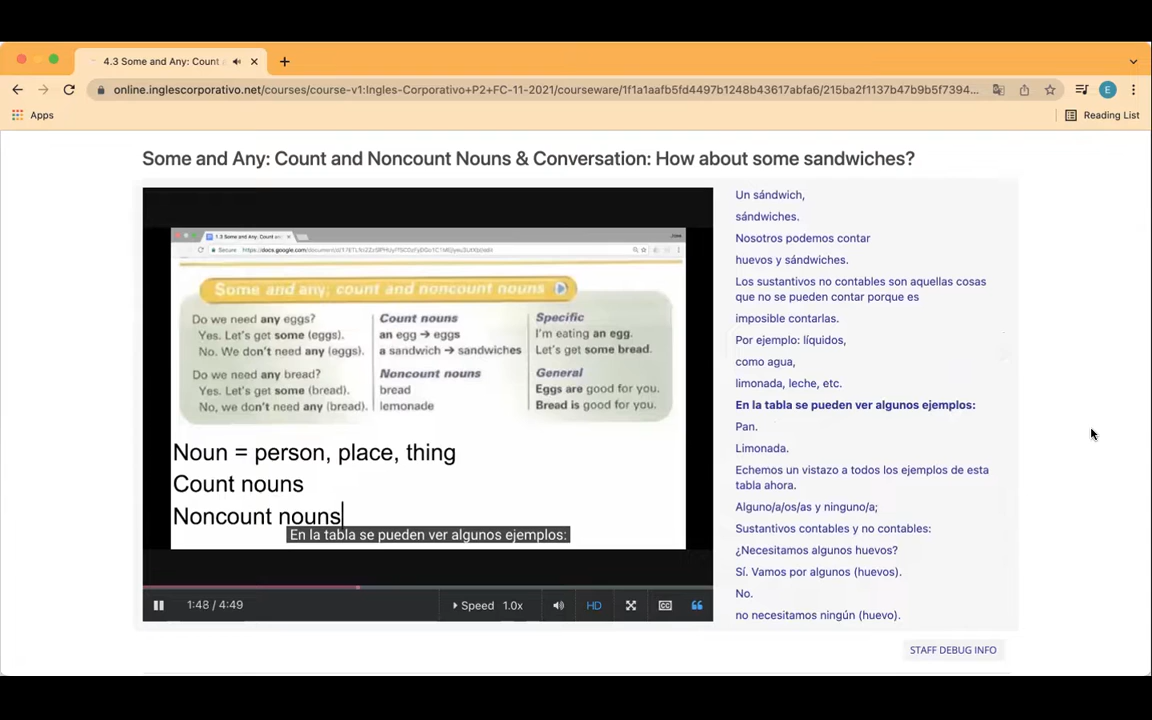 4.3 Some and Any: Count
online.inglescorporativo.net/courses/course-v1:Ingles-Corporativo+P2+FC-11-2021/courseware/1f1a1aafb5fd4497b1248b43617abfa6/215ba2f1137b47b9b5f7394...
E
Apps
Reading List
Some and Any: Count and Noncount Nouns & Conversation: How about some sandwiches?
Some and any; count and noncount nouns
Do we need any eggs?
Yes. Let's get some (eggs).
No. We don't need any (eggs).
Do we need any bread?
Yes. Let's get some (bread).
No, we don't need any (bread).
Count nouns
an egg → eggs
a sandwich → sandwiches
Noncount nouns
bread
lemonade
Specific
I'm eating an egg.
Let's get some bread.
General
Eggs are good for you.
Bread is good for you.
Noun = person, place, thing
Count nouns
Noncount nouns
En la tabla se pueden ver algunos ejemplos:
1:48 / 4:49
Speed 1.0x
HD
Un sándwich,
sándwiches.
Nosotros podemos contar
huevos y sándwiches.
Los sustantivos no contables son aquellas cosas
que no se pueden contar porque es
imposible contarlas.
Por ejemplo: líquidos,
como agua,
limonada, leche, etc.
En la tabla se pueden ver algunos ejemplos:
Pan.
Limonada.
Echemos un vistazo a todos los ejemplos de esta
tabla ahora.
Alguno/a/os/as y ninguno/a;
Sustantivos contables y no contables:
¿Necesitamos algunos huevos?
Sí. Vamos por algunos (huevos).
No.
no necesitamos ningún (huevo).
STAFF DEBUG INFO